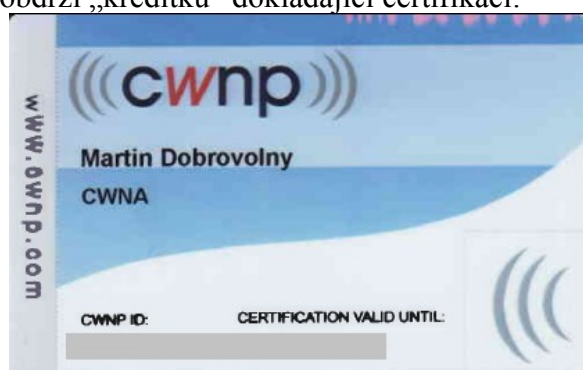 obdrží „kreditku“ dokládající certifikaci:
(((cwnp)))
www.cwnp.com
Martin Dobrovolny
CWNA
CWNP ID:
CERTIFICATION VALID UNTIL: